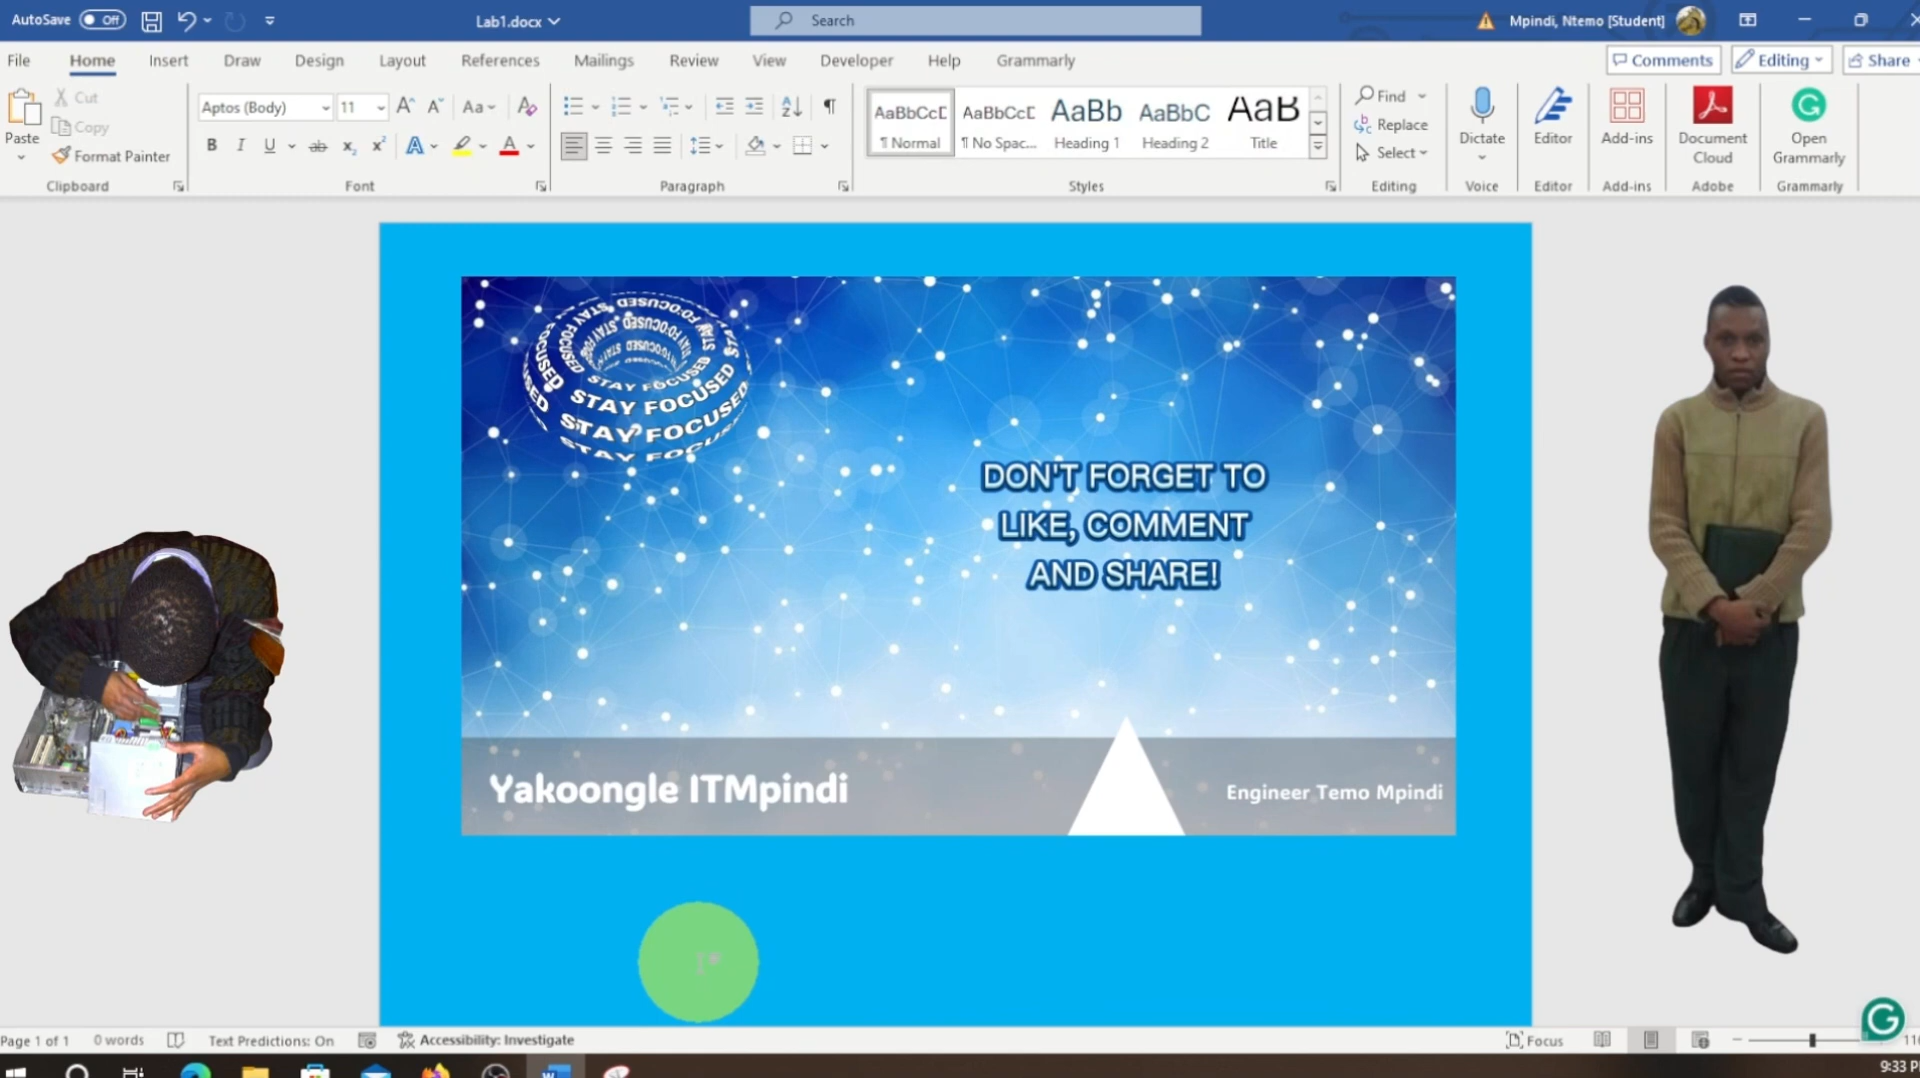 AutoSave Off Lab1.docx Search Mpindi, Ntemo [Student]
File Home Insert Draw Design Layout References Mailings Review View Developer Help Grammarly Comments Editing Share
Paste
Cut
Copy
Format Painter
Clipboard
Aptos (Body) 11
Font
Paragraph
AaBbCcD AaBbCcD AaBb AaBbC AaB
¶ Normal ¶ No Spac... Heading 1 Heading 2 Title
Styles
Find
Replace
Select
Editing
Dictate
Voice
Editor
Editor
Add-ins
Add-ins
Document
Cloud
Adobe
Open
Grammarly
Grammarly
STAY FOCUSED
STAY FOCUSED
STAY FOCUSED
DON'T FORGET TO
LIKE, COMMENT
AND SHARE!
Yakoongle ITMpindi
Engineer Temo Mpindi
Page 1 of 1 0 words Text Predictions: On Accessibility: Investigate Focus
9:33